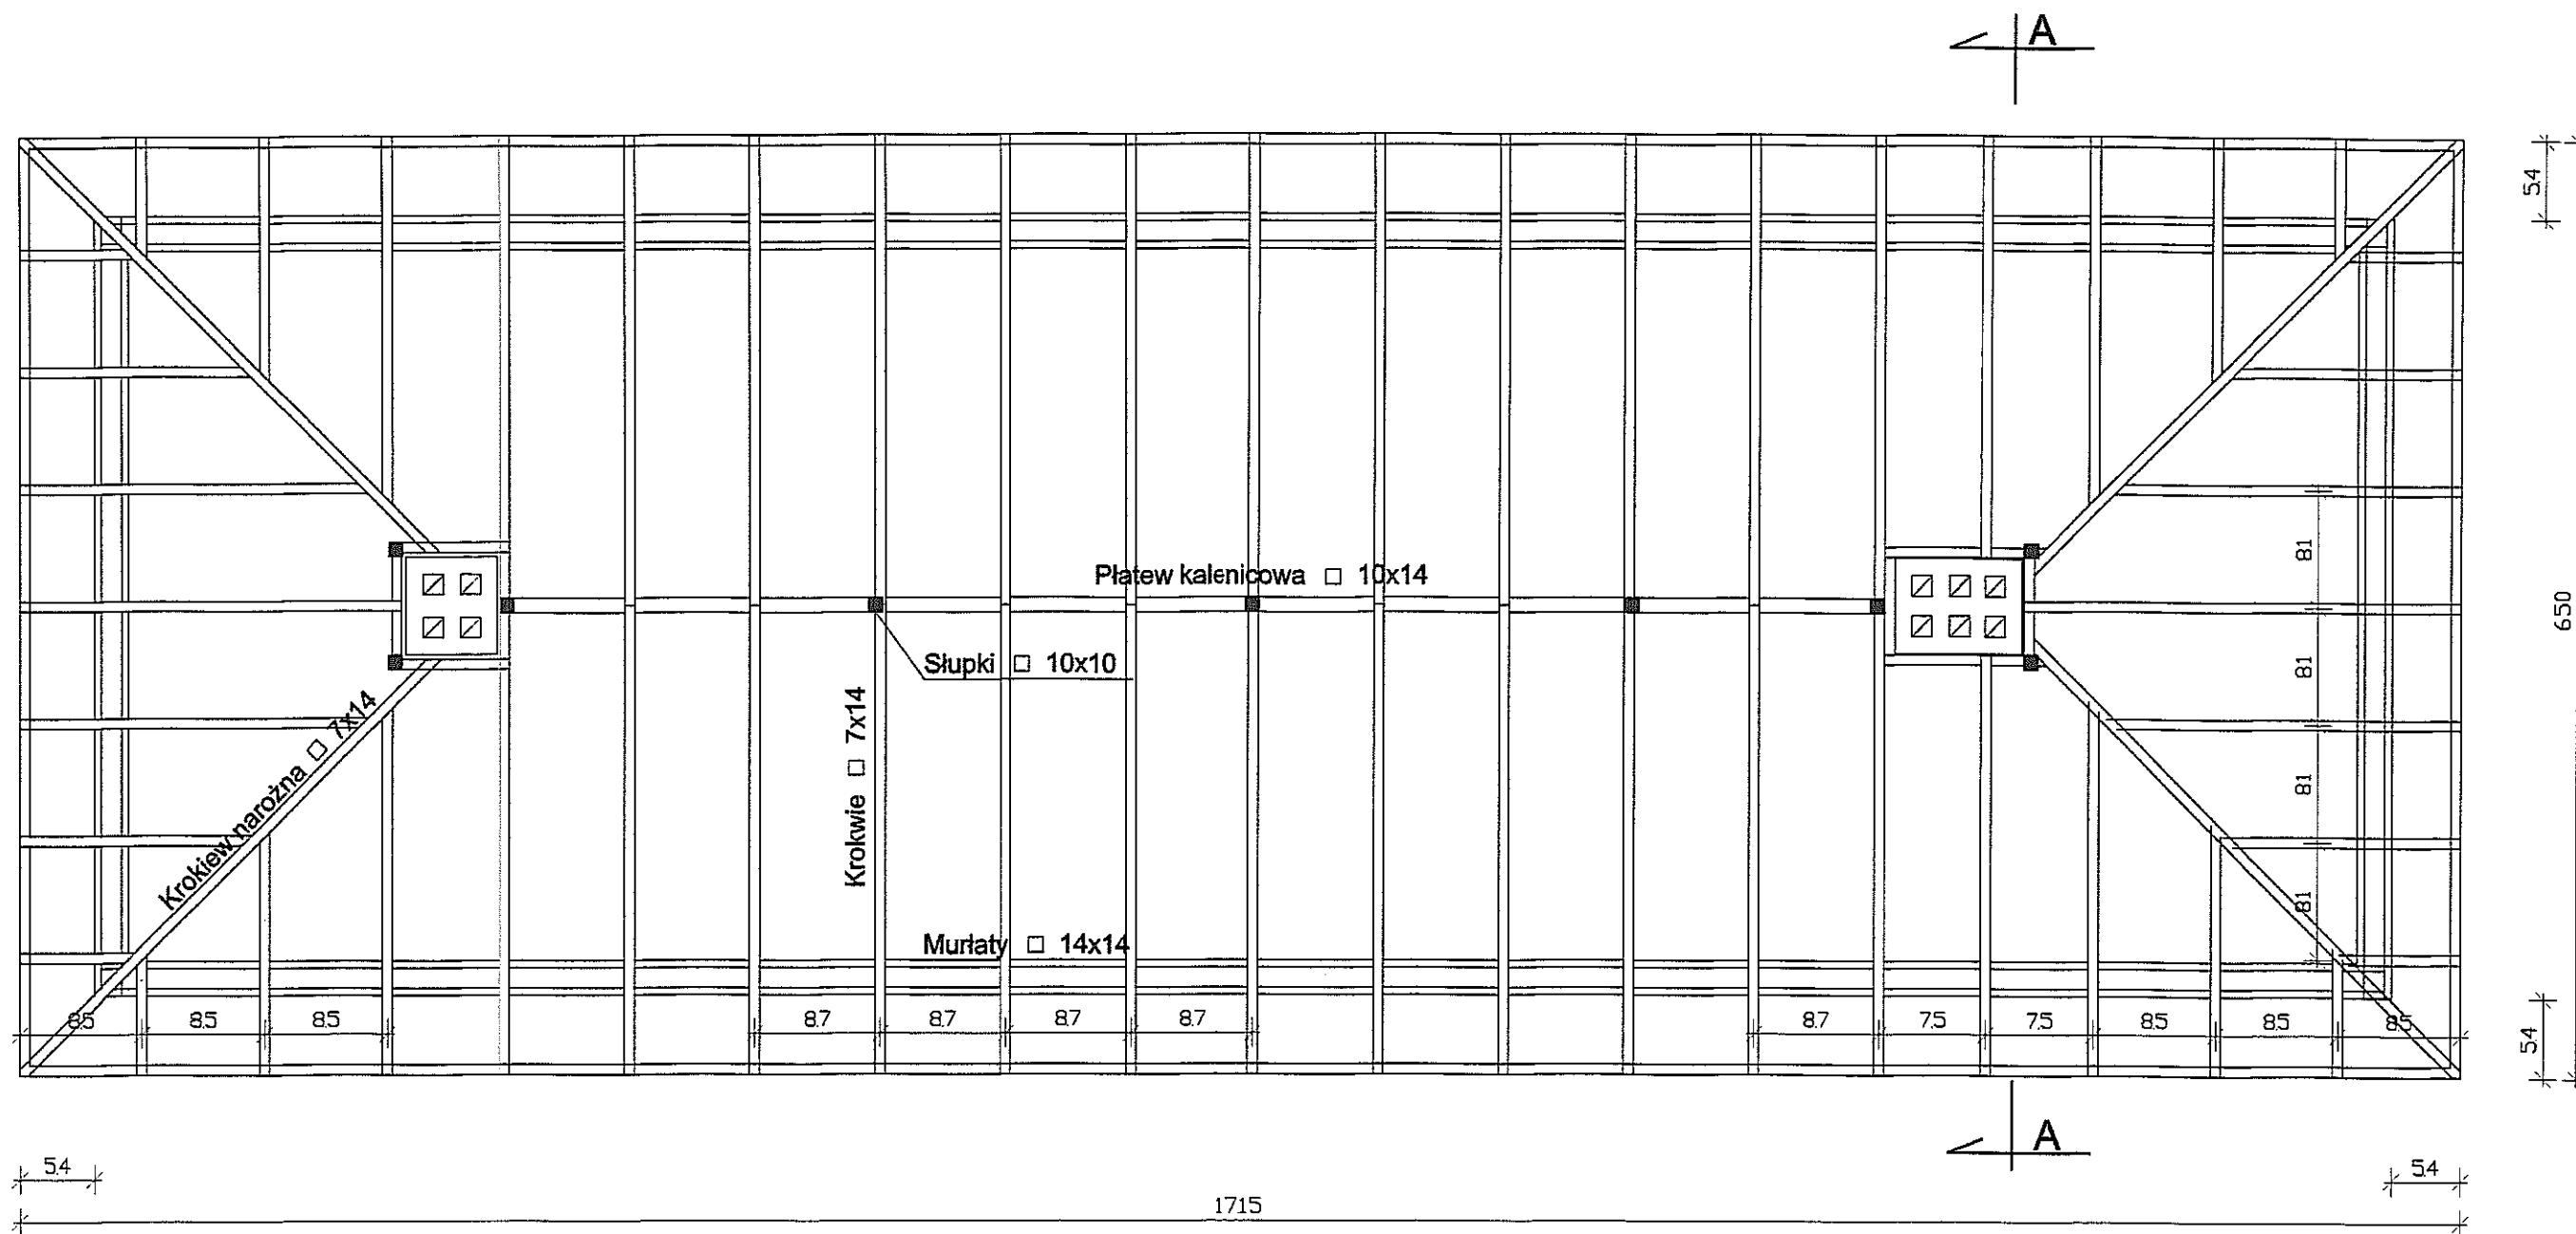 A
54
650
81
81
81
81
Płatew kalenicowa □ 10x14
Słupki □ 10x10
Krokwie □ 7x14
Krokiew narożna □ 7x14
Murłaty □ 14x14
85 85 85 87 87 87 87 87 75 75 85 85 85
54
A
54 54
1715